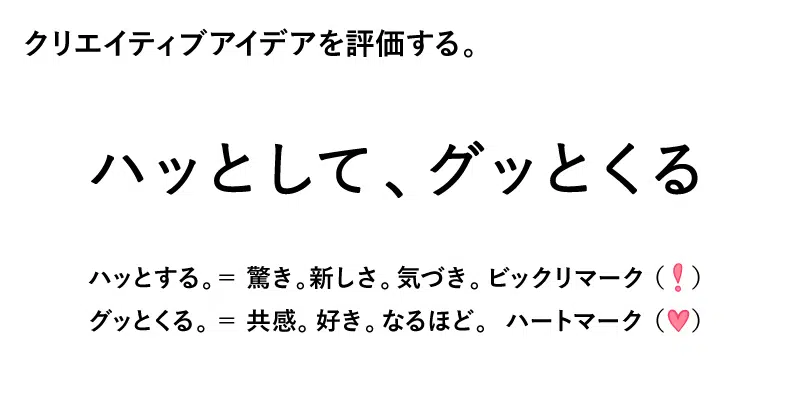 クリエイティブアイデアを評価する。
ハッとして、グッとくる
ハッとする。= 驚き。新しさ。気づき。ビックリマーク（❗）
グッとくる。= 共感。好き。なるほど。 ハートマーク（♥）